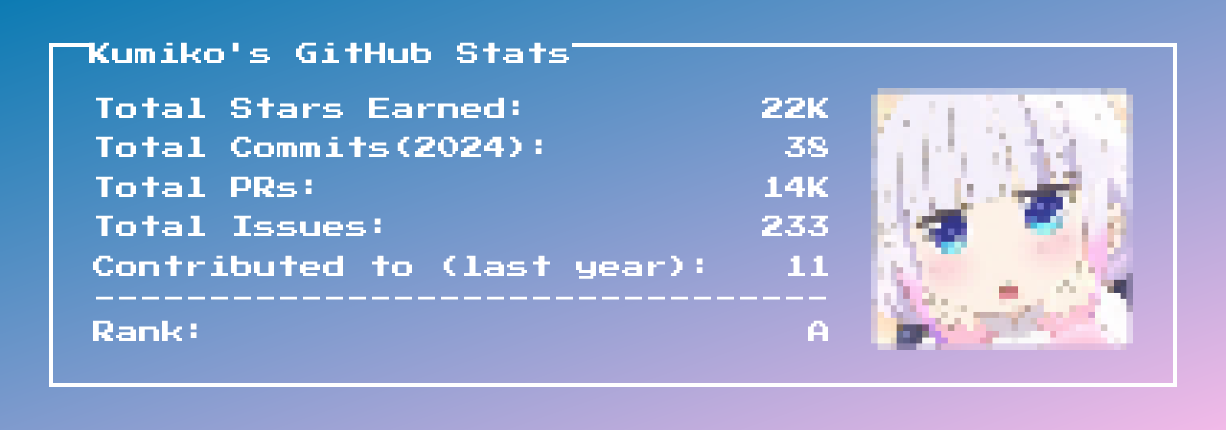 Kumiko's GitHub Stats
Total Stars Earned: 22K
Total Commits(2024): 38
Total PRs: 14K
Total Issues: 233
Contributed to (last year): 11
--------------------------------
Rank: A